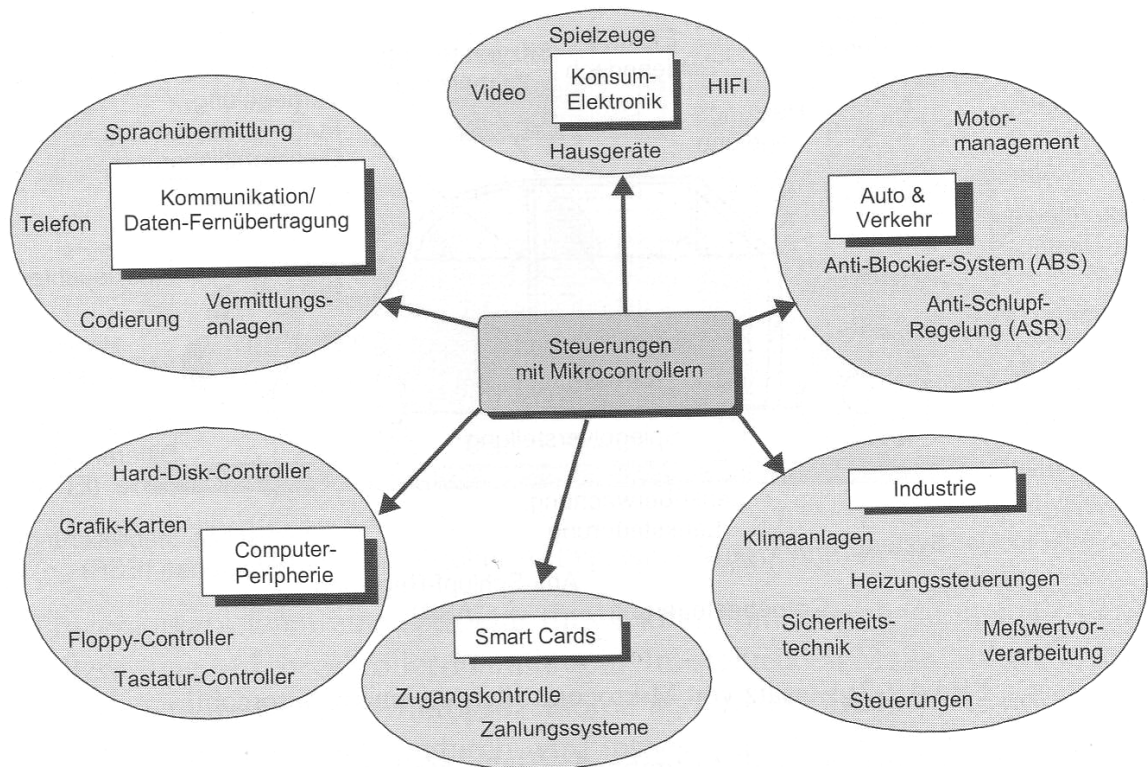 Spielzeuge
Video
Konsum-
Elektronik
HIFI
Hausgeräte
Sprachübermittlung
Kommunikation/
Daten-Fernübertragung
Telefon
Codierung
Vermittlungs-
anlagen
Motor-
management
Auto &
Verkehr
Anti-Blockier-System (ABS)
Anti-Schlupf-
Regelung (ASR)
Steuerungen
mit Mikrocontrollern
Hard-Disk-Controller
Grafik-Karten
Computer-
Peripherie
Floppy-Controller
Tastatur-Controller
Smart Cards
Zugangskontrolle
Zahlungssysteme
Industrie
Klimaanlagen
Heizungssteuerungen
Sicherheits-
technik
Meßwertvor-
verarbeitung
Steuerungen